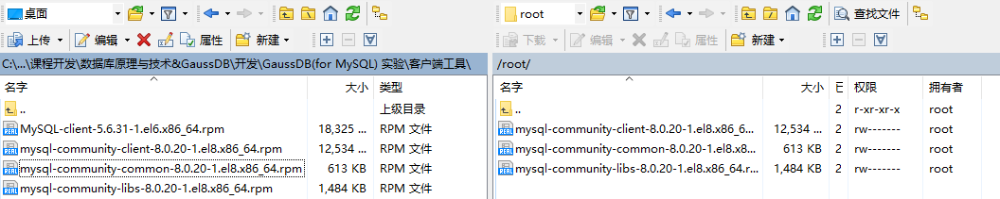 桌面 root 查找文件
上传 编辑 属性 新建 下载 编辑 属性 新建
C:\...\课程开发\数据库原理与技术&GaussDB\开发\GaussDB(for MySQL) 实验\客户端工具\ /root/
名字 大小 类型 名字 大小 权限 拥有者
.. 上级目录 .. 2 r-xr-xr-x root
MySQL-client-5.6.31-1.el6.x86_64.rpm 18,325 ... RPM 文件 mysql-community-client-8.0.20-1.el8.x86_6... 12,534 ... 2 rw------- root
mysql-community-client-8.0.20-1.el8.x86_64.rpm 12,534 ... RPM 文件 mysql-community-common-8.0.20-1.el8.x8... 613 KB 2 rw------- root
mysql-community-common-8.0.20-1.el8.x86_64.rpm 613 KB RPM 文件 mysql-community-libs-8.0.20-1.el8.x86_64.r... 1,484 KB 2 rw------- root
mysql-community-libs-8.0.20-1.el8.x86_64.rpm 1,484 KB RPM 文件